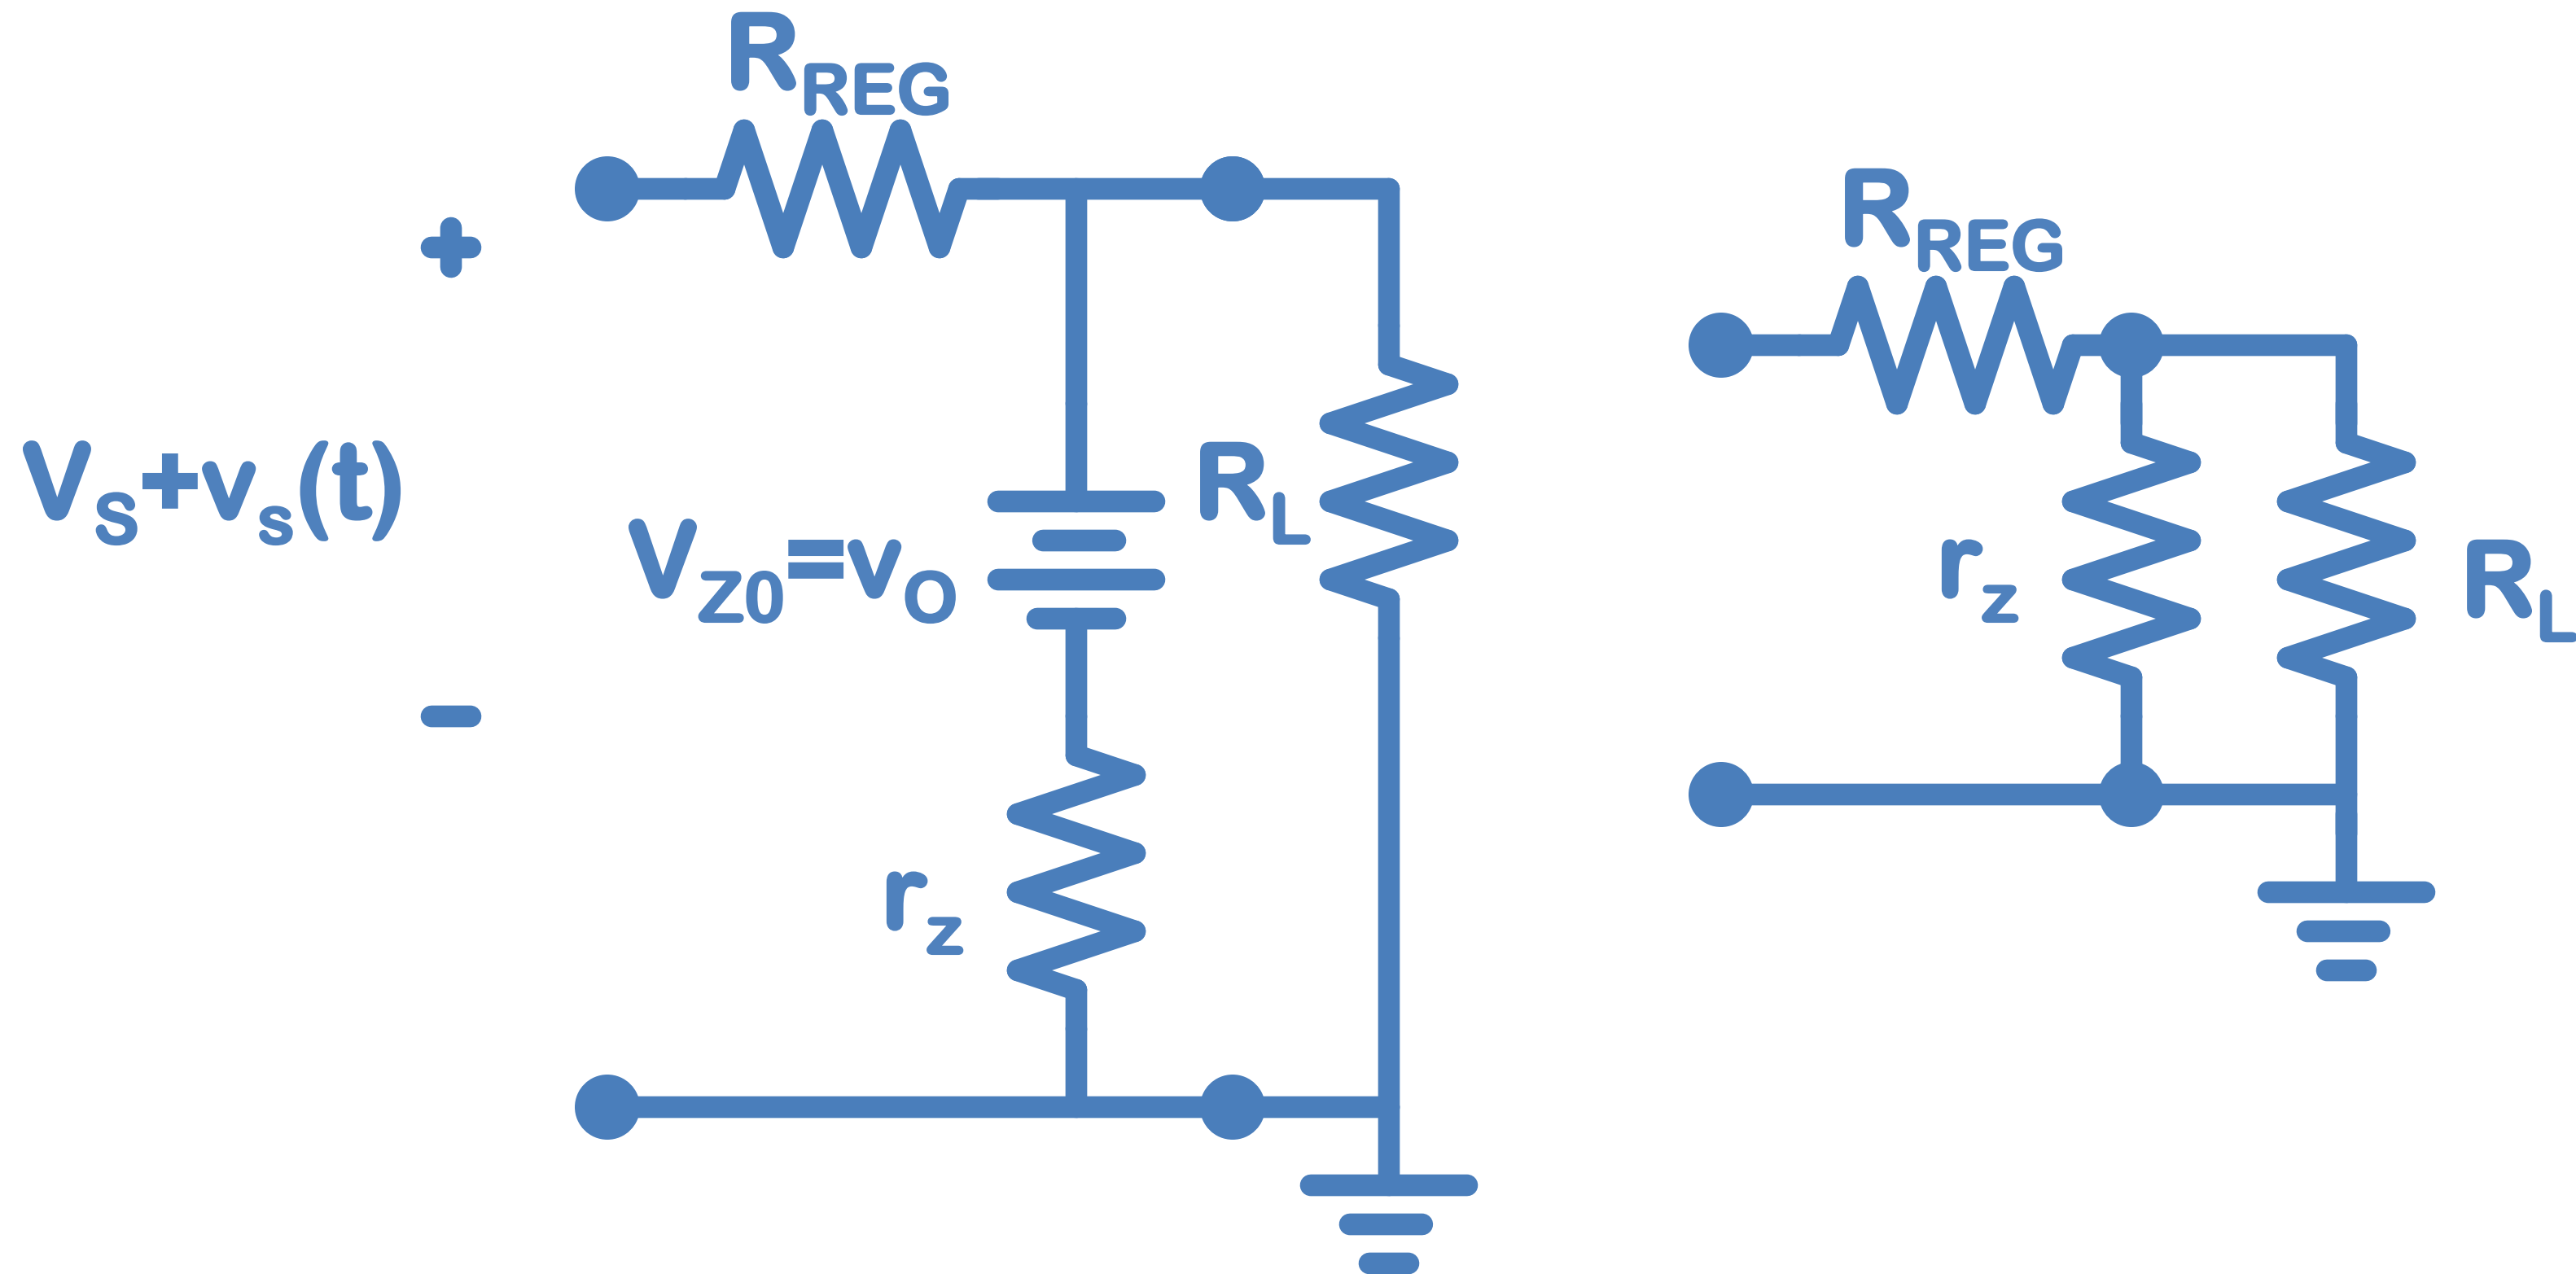 RREG
+
VS+vs(t)
VZ0=vO
RL
-
rz
RREG
rz
RL